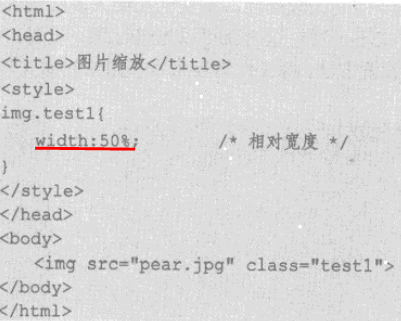 <html>
<head>
<title>图片缩放</title>
<style>
img.test1{
width:50%; /* 相对宽度 */
}
</style>
</head>
<body>
<img src="pear.jpg" class="test1">
</body>
</html>